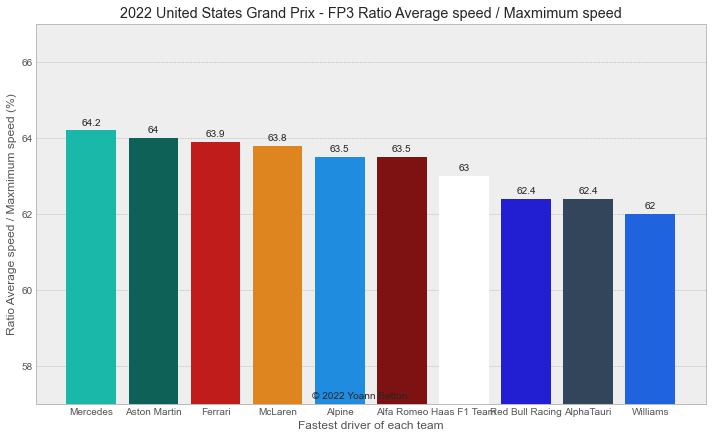 2022 United States Grand Prix - FP3 Ratio Average speed / Maxmimum speed
Ratio Average speed / Maxmimum speed (%)
66
64
62
60
58
64.2
64
63.9
63.8
63.5
63.5
63
62.4
62.4
62
© 2022 Yoann
Mercedes
Aston Martin
Ferrari
McLaren
Alpine
Alfa Romeo
Haas F1 Team
Red Bull Racing
AlphaTauri
Williams
Fastest driver of each team